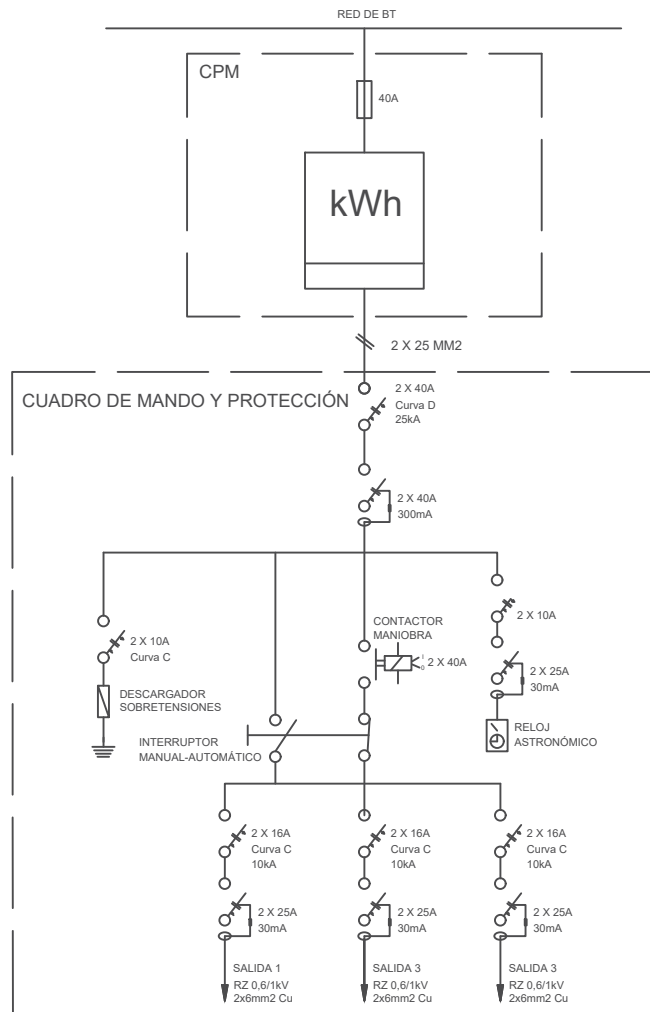 RED DE BT
CPM
40A
kWh
2 X 25 MM2
CUADRO DE MANDO Y PROTECCIÓN
2 X 40A
Curva D
25kA
2 X 40A
300mA
2 X 10A
Curva C
DESCARGADOR
SOBRETENSIONES
INTERRUPTOR
MANUAL-AUTOMÁTICO
CONTACTOR
MANIOBRA
I
0
2 X 40A
2 X 10A
2 X 25A
30mA
RELOJ
ASTRONÓMICO
2 X 16A
Curva C
10kA
2 X 25A
30mA
SALIDA 1
RZ 0,6/1kV
2x6mm2 Cu
2 X 16A
Curva C
10kA
2 X 25A
30mA
SALIDA 3
RZ 0,6/1kV
2x6mm2 Cu
2 X 16A
Curva C
10kA
2 X 25A
30mA
SALIDA 3
RZ 0,6/1kV
2x6mm2 Cu